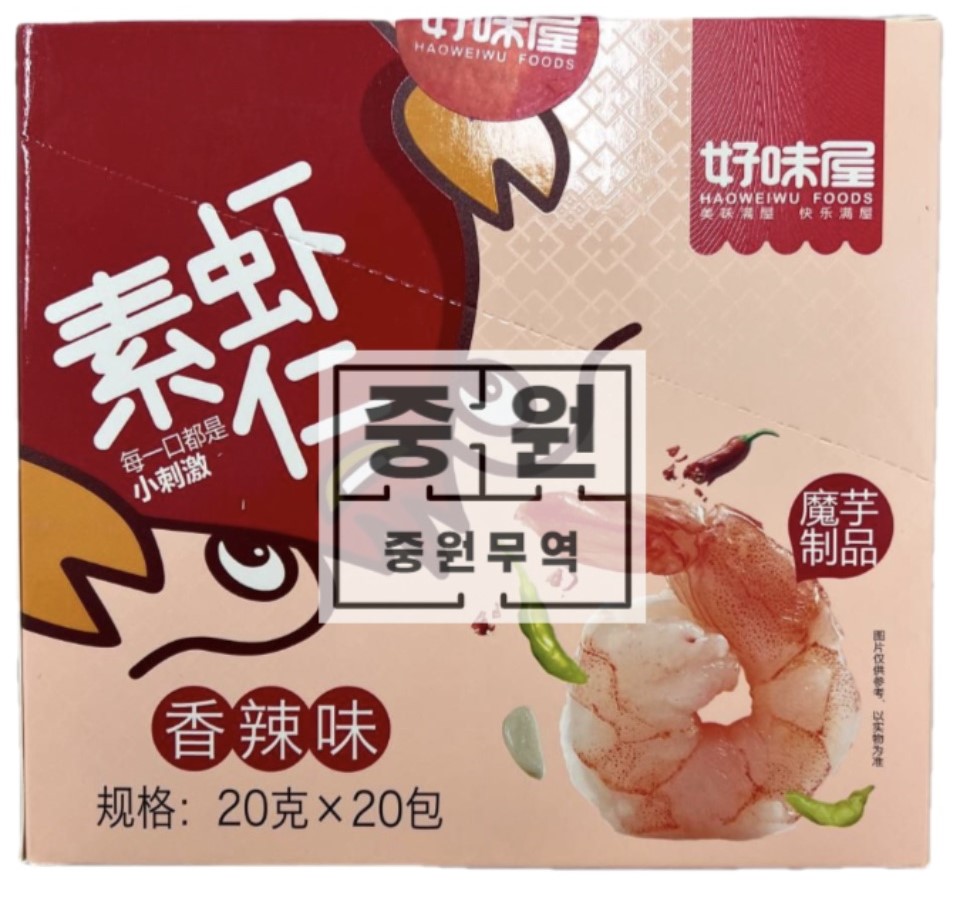 好味屋
HAOWEIWU FOODS
好味屋
HAOWEIWU FOODS
美味满屋 快乐满屋
素虾仁
每一口都是
小刺激
中원
중원무역
魔芋
制品
图片仅供参考，以实物为准
香辣味
规格：20克×20包